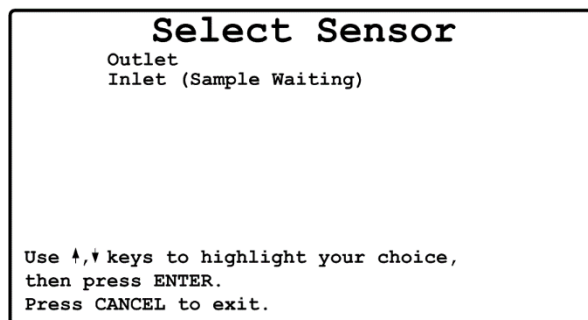 Select Sensor
Outlet
Inlet (Sample Waiting)
Use ↑,↓ keys to highlight your choice,
then press ENTER.
Press CANCEL to exit.